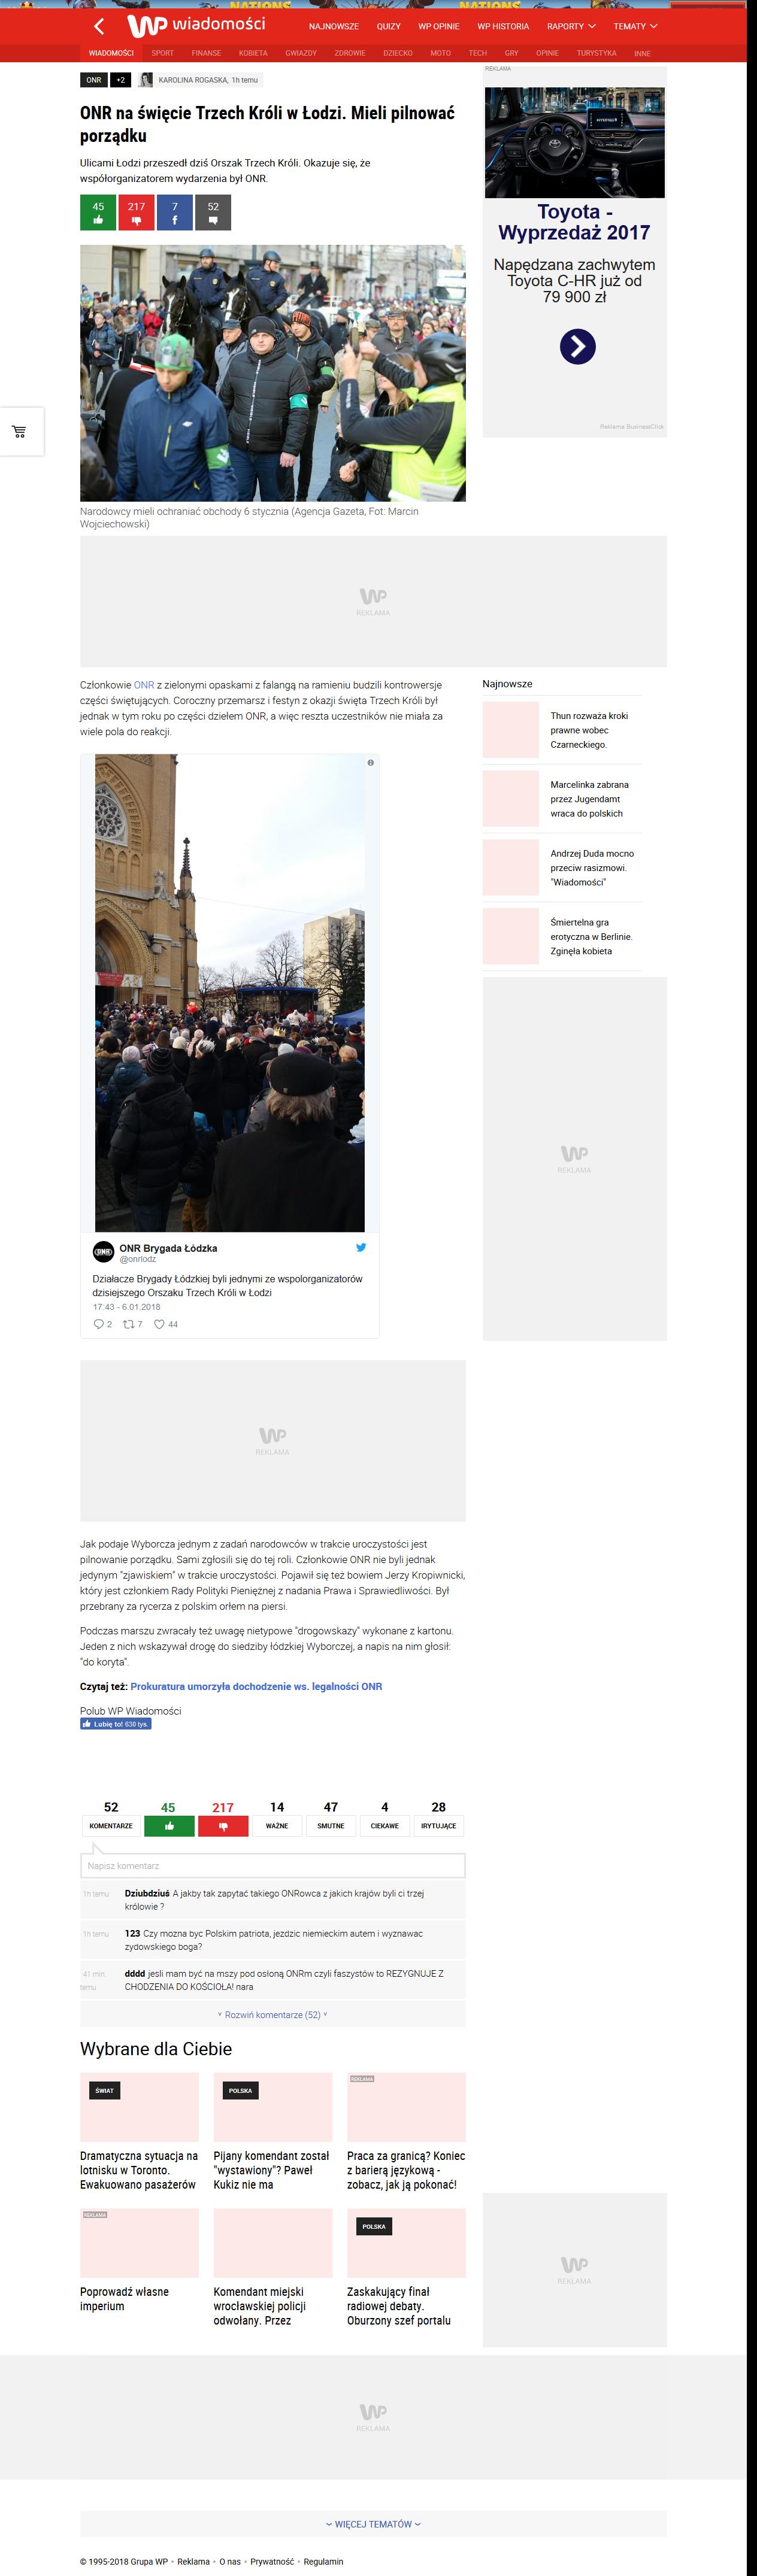 NATIONS NATIONS
WP wiadomości
NAJNOWSZE QUIZY WP OPINIE WP HISTORIA RAPORTY TEMATY
WIADOMOŚCI SPORT FINANSE KOBIETA GWIAZDY ZDROWIE DZIECKO MOTO TECH GRY OPINIE TURYSTYKA INNE
ONR +2 KAROLINA ROGASKA, 1h temu
ONR na święcie Trzech Króli w Łodzi. Mieli pilnować
porządku
Ulicami Łodzi przeszedł dziś Orszak Trzech Króli. Okazuje się, że
współorganizatorem wydarzenia był ONR.
45 217 7 52
REKLAMA
Toyota -
Wyprzedaż 2017
Napędzana zachwytem
Toyota C-HR już od
79 900 zł
Reklama BusinessClick
Narodowcy mieli ochraniać obchody 6 stycznia (Agencja Gazeta, Fot: Marcin
Wojciechowski)
WP
REKLAMA
Członkowie ONR z zielonymi opaskami z falangą na ramieniu budzili kontrowersje
części świętujących. Coroczny przemarsz i festyn z okazji święta Trzech Króli był
jednak w tym roku po części dziełem ONR, a więc reszta uczestników nie miała za
wiele pola do reakcji.
Najnowsze
Thun rozważa kroki
prawne wobec
Czarneckiego.
Marcelinka zabrana
przez Jugendamt
wraca do polskich
Andrzej Duda mocno
przeciw rasizmowi.
"Wiadomości"
Śmiertelna gra
erotyczna w Berlinie.
Zginęła kobieta
WP
REKLAMA
ONR Brygada Łódzka
@onrlodz
Działacze Brygady Łódzkiej byli jednymi ze wspolorganizatorów
dzisiejszego Orszaku Trzech Króli w Łodzi
17:43 - 6.01.2018
2 7 44
WP
REKLAMA
Jak podaje Wyborcza jednym z zadań narodowców w trakcie uroczystości jest
pilnowanie porządku. Sami zgłosili się do tej roli. Członkowie ONR nie byli jednak
jedynym "zjawiskiem" w trakcie uroczystości. Pojawił się też bowiem Jerzy Kropiwnicki,
który jest członkiem Rady Polityki Pieniężnej z nadania Prawa i Sprawiedliwości. Był
przebrany za rycerza z polskim orłem na piersi.
Podczas marszu zwracały też uwagę nietypowe "drogowskazy" wykonane z kartonu.
Jeden z nich wskazywał drogę do siedziby łódzkiej Wyborczej, a napis na nim głosił:
"do koryta".
Czytaj też: Prokuratura umorzyła dochodzenie ws. legalności ONR
Polub WP Wiadomości
Lubię to! 630 tys.
52 45 217 14 47 4 28
KOMENTARZE WAŻNE SMUTNE CIEKAWE IRYTUJĄCE
Napisz komentarz
1h temu Dziubdziuś A jakby tak zapytać takiego ONRowca z jakich krajów byli ci trzej
królowie ?
1h temu 123 Czy mozna byc Polskim patriota, jezdzic niemieckim autem i wyznawac
zydowskiego boga?
41 min. temu dddd jesli mam być na mszy pod osłoną ONRm czyli faszystów to REZYGNUJE Z
CHODZENIA DO KOŚCIOŁA! nara
Rozwiń komentarze (52)
Wybrane dla Ciebie
ŚWIAT
Dramatyczna sytuacja na
lotnisku w Toronto.
Ewakuowano pasażerów
POLSKA
Pijany komendant został
"wystawiony"? Paweł
Kukiz nie ma
REKLAMA
Praca za granicą? Koniec
z barierą językową -
zobacz, jak ją pokonać!
REKLAMA
Poprowadź własne
imperium
Komendant miejski
wrocławskiej policji
odwołany. Przez
POLSKA
Zaskakujący finał
radiowej debaty.
Oburzony szef portalu
WP
REKLAMA
WP
REKLAMA
WIĘCEJ TEMATÓW
© 1995-2018 Grupa WP • Reklama • O nas • Prywatność • Regulamin